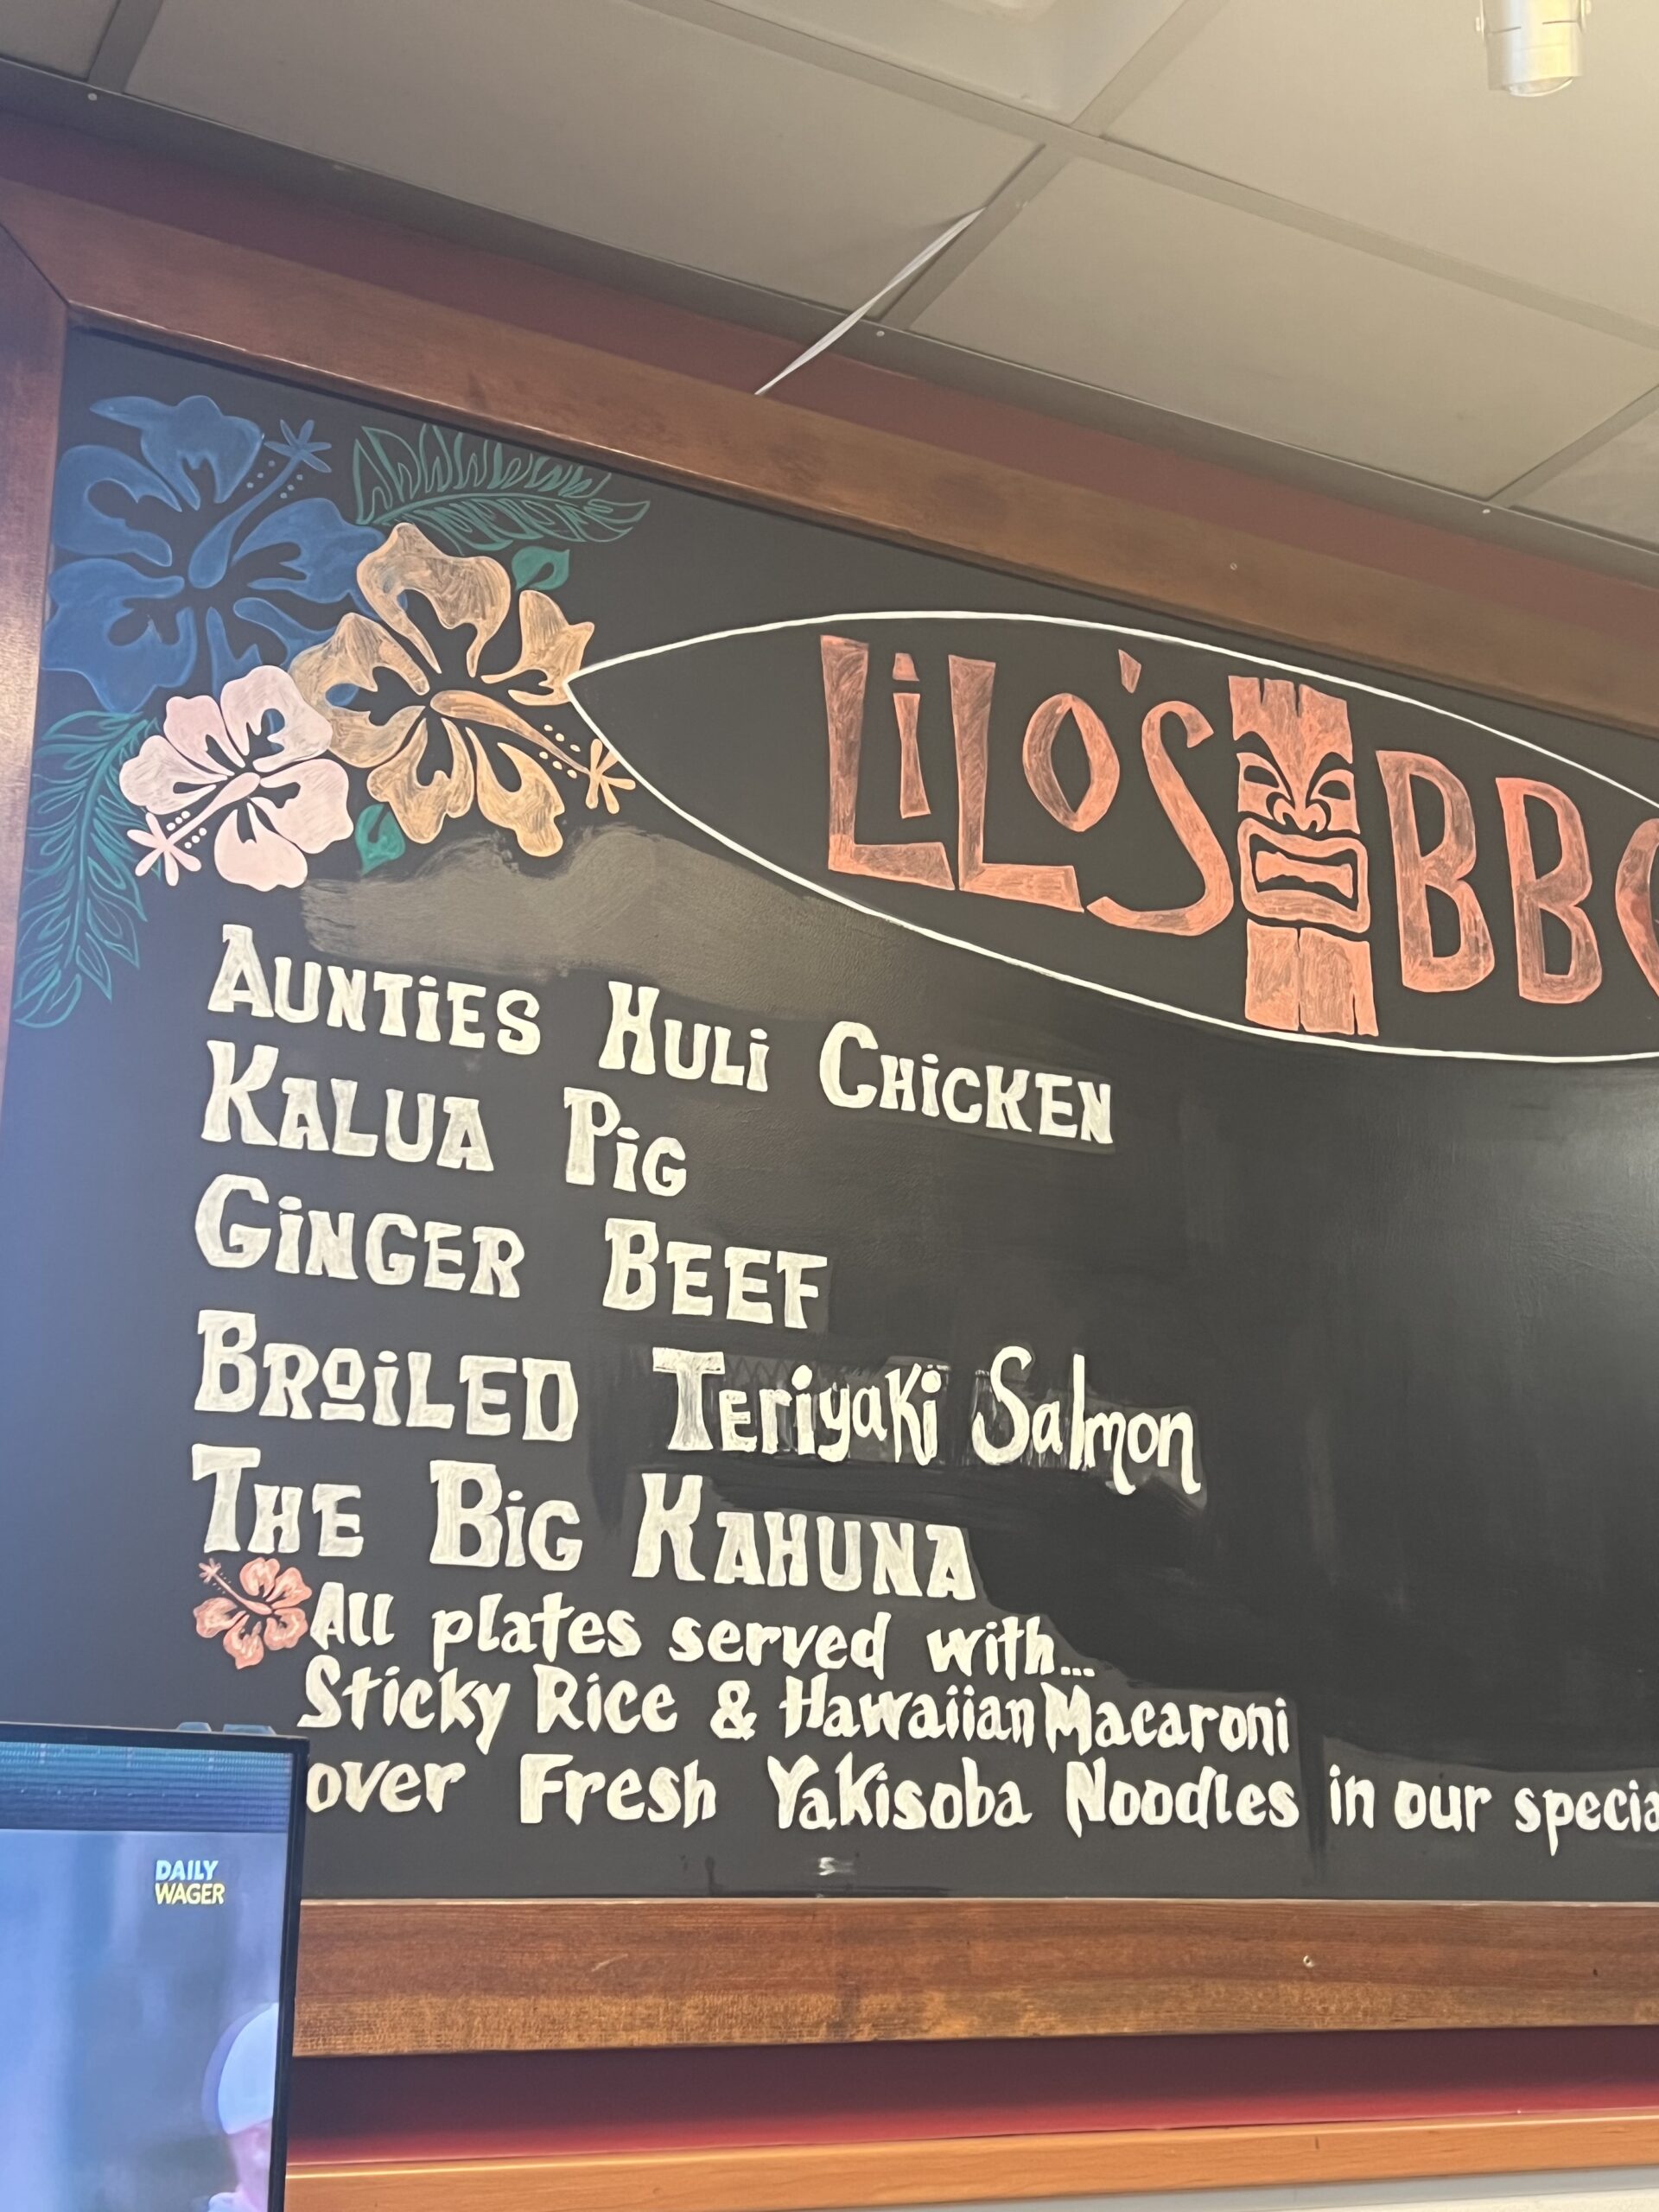 LiLO'S BB
AUNTiES HULi CHiCKEN
KALUA PiG
GiNGER BEEF
BROiLED Teriyaki Salmon
THE BiG KAHUNA
All plates served with...
Sticky Rice & Hawaiian Macaroni
over Fresh Yakisoba Noodles in our specia
DAILY
WAGER